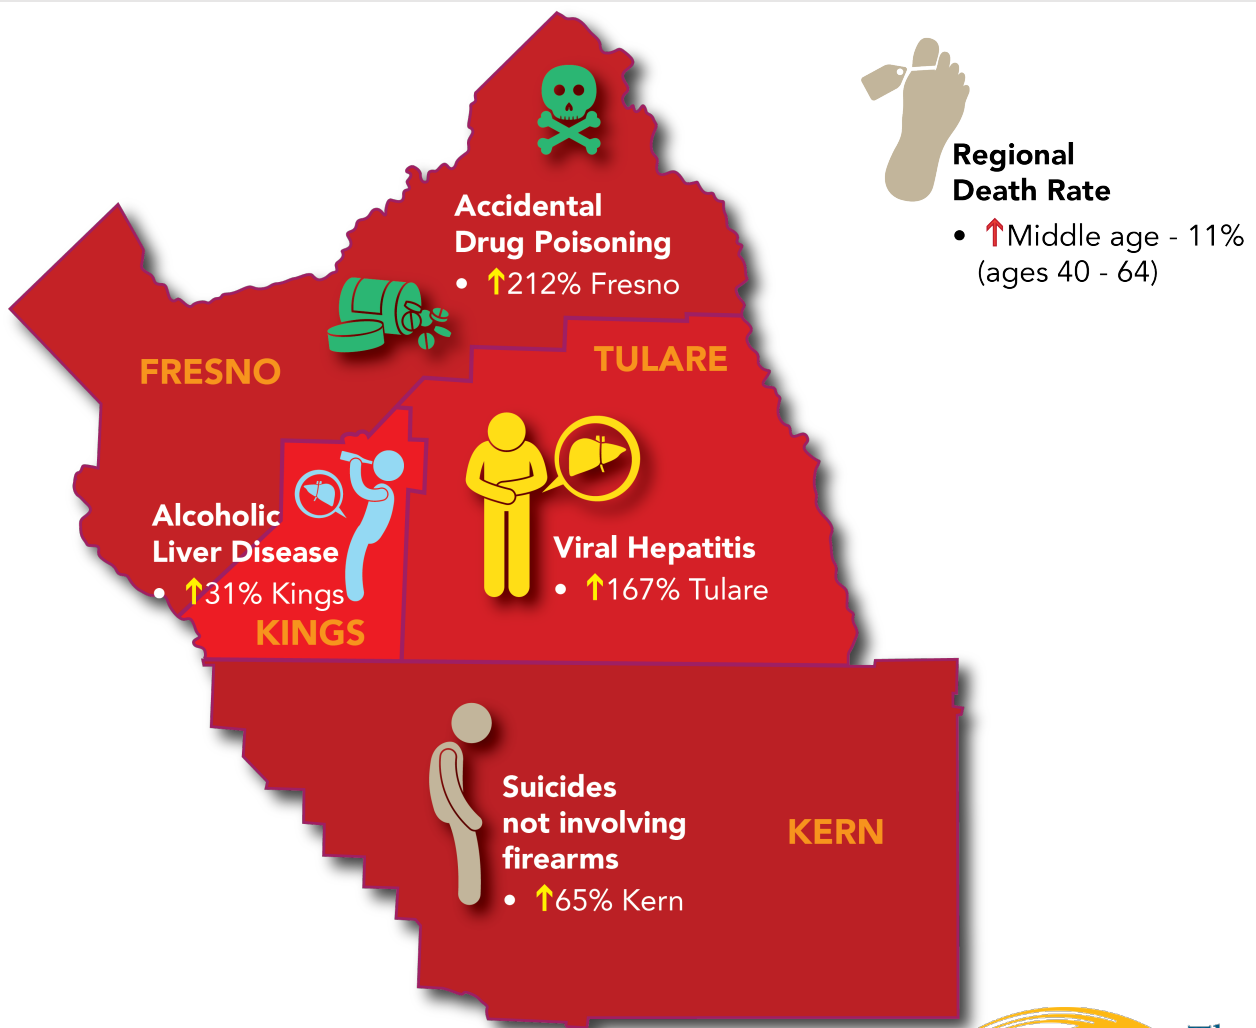 Regional
Death Rate
• ↑Middle age - 11%
(ages 40 - 64)
Accidental
Drug Poisoning
• ↑212% Fresno
FRESNO
TULARE
Alcoholic
Liver Disease
• ↑31% Kings
KINGS
Viral Hepatitis
• ↑167% Tulare
Suicides
not involving
firearms
• ↑65% Kern
KERN